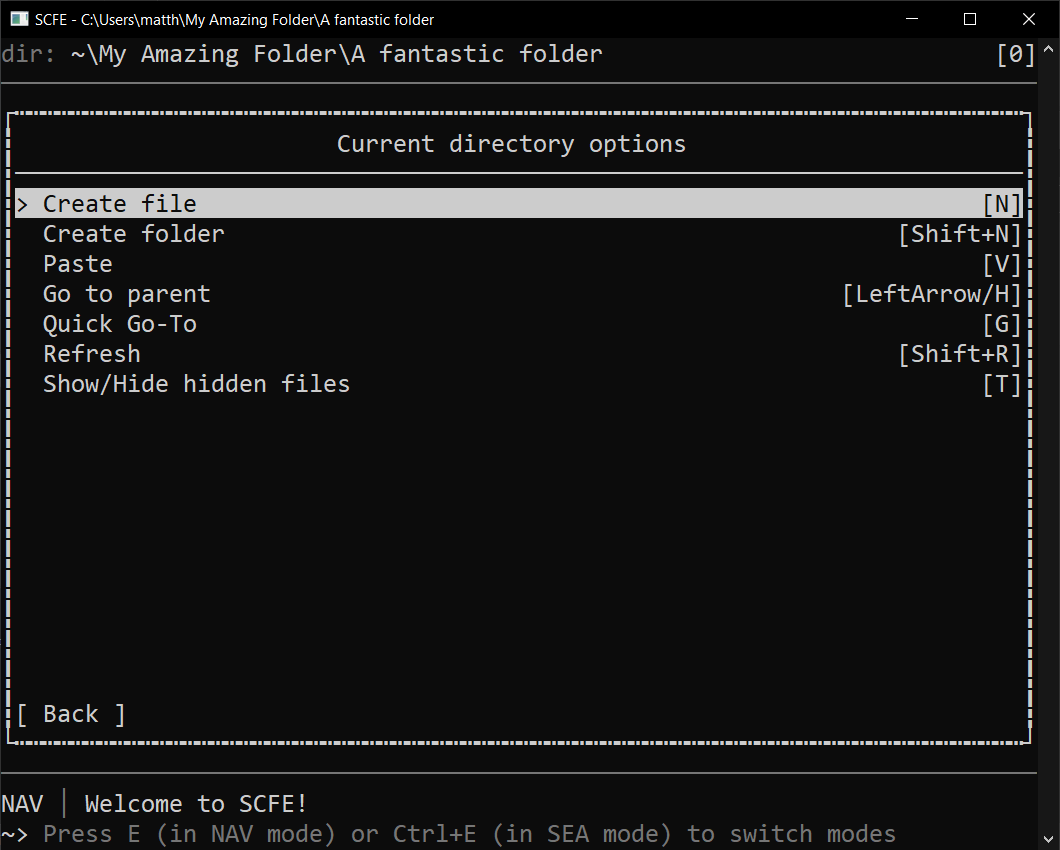 SCFE - C:\Users\matth\My Amazing Folder\A fantastic folder
dir: ~\My Amazing Folder\A fantastic folder [0]
Current directory options
> Create file [N]
Create folder [Shift+N]
Paste [V]
Go to parent [LeftArrow/H]
Quick Go-To [G]
Refresh [Shift+R]
Show/Hide hidden files [T]
[ Back ]
NAV | Welcome to SCFE!
~> Press E (in NAV mode) or Ctrl+E (in SEA mode) to switch modes